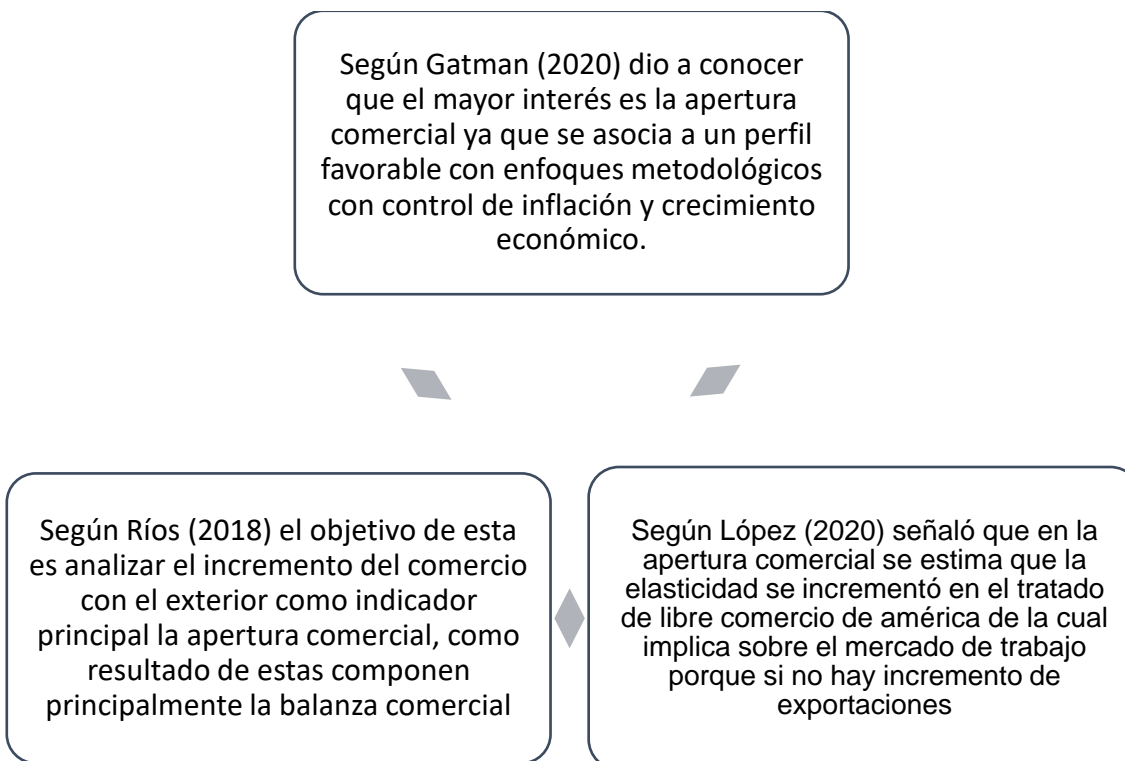 Según Gatman (2020) dio a conocer
que el mayor interés es la apertura
comercial ya que se asocia a un perfil
favorable con enfoques metodológicos
con control de inflación y crecimiento
económico.
Según Ríos (2018) el objetivo de esta
es analizar el incremento del comercio
con el exterior como indicador
principal la apertura comercial, como
resultado de estas componen
principalmente la balanza comercial
Según López (2020) señaló que en la
apertura comercial se estima que la
elasticidad se incrementó en el tratado
de libre comercio de américa de la cual
implica sobre el mercado de trabajo
porque si no hay incremento de
exportaciones